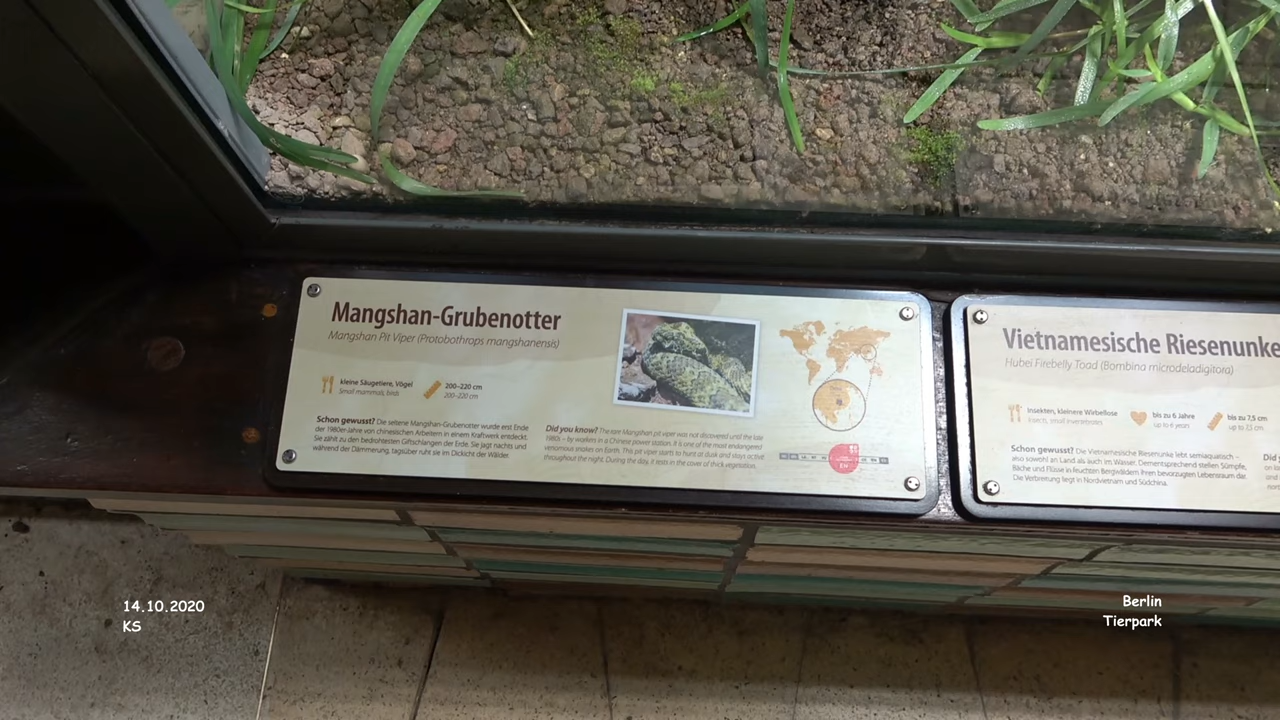 Mangshan-Grubenotter
Mangshan Pit Viper (Protobothrops mangshanensis)
kleine Säugetiere, Vögel
Small mammals, birds
200–220 cm
200–220 cm
Schon gewusst? Die seltene Mangshan-Grubenotter wurde erst Ende
der 1980er-Jahre von chinesischen Arbeitern in einem Kraftwerk entdeckt.
Sie zählt zu den bedrohtesten Giftschlangen der Erde. Sie jagt nachts und
während der Dämmerung, tagsüber ruht sie im Dickicht der Wälder.
Did you know? The rare Mangshan pit viper was not discovered until the late
1980s – by workers in a Chinese power station. It is one of the most endangered
venomous snakes on Earth. This pit viper starts to hunt at dusk and stays active
throughout the night. During the day, it rests in the cover of thick vegetation.
EN
Vietnamesische Riesenunke
Hubei Firebelly Toad (Bombina microdeladigitora)
Insekten, kleinere Wirbellose
Insects, small invertebrates
bis zu 6 Jahre
up to 6 years
bis zu 7,5 cm
up to 7.5 cm
Schon gewusst? Die Vietnamesische Riesenunke lebt semiaquatisch –
also sowohl an Land als auch im Wasser. Dementsprechend stellen Sümpfe,
Bäche und Flüsse in feuchten Bergwäldern ihren bevorzugten Lebensraum dar.
Die Verbreitung liegt in Nordvietnam und Südchina.
14.10.2020
KS
Berlin
Tierpark